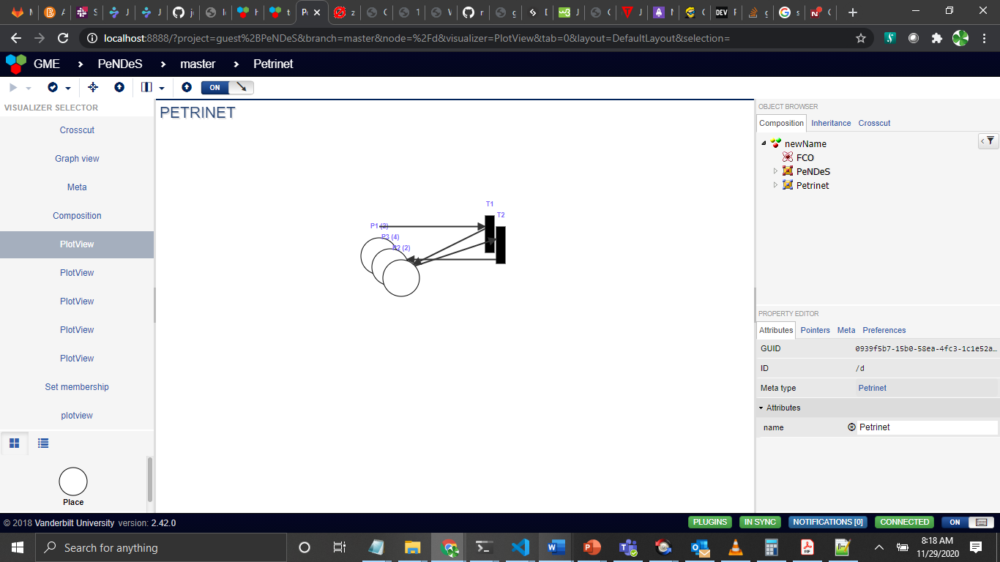 localhost:8888/?project=guest%2BPeNDeS&branch=master&node=%2Fd&visualizer=PlotView&tab=0&layout=DefaultLayout&selection=
GME > PeNDeS > master > Petrinet
ON
VISUALIZER SELECTOR
Crosscut
Graph view
Meta
Composition
PlotView
PlotView
PlotView
PlotView
PlotView
Set membership
plotview
Place
PETRINET
T1
T2
P1 (3)
P3 (4)
P2 (2)
OBJECT BROWSER
Composition Inheritance Crosscut
newName
FCO
PeNDeS
Petrinet
PROPERTY EDITOR
Attributes Pointers Meta Preferences
GUID 0939f5b7-15b0-58ea-4fc3-1c1e52a…
ID /d
Meta type Petrinet
Attributes
name Petrinet
© 2018 Vanderbilt University version: 2.42.0
PLUGINS IN SYNC NOTIFICATIONS [0] CONNECTED ON
Search for anything
8:18 AM
11/29/2020